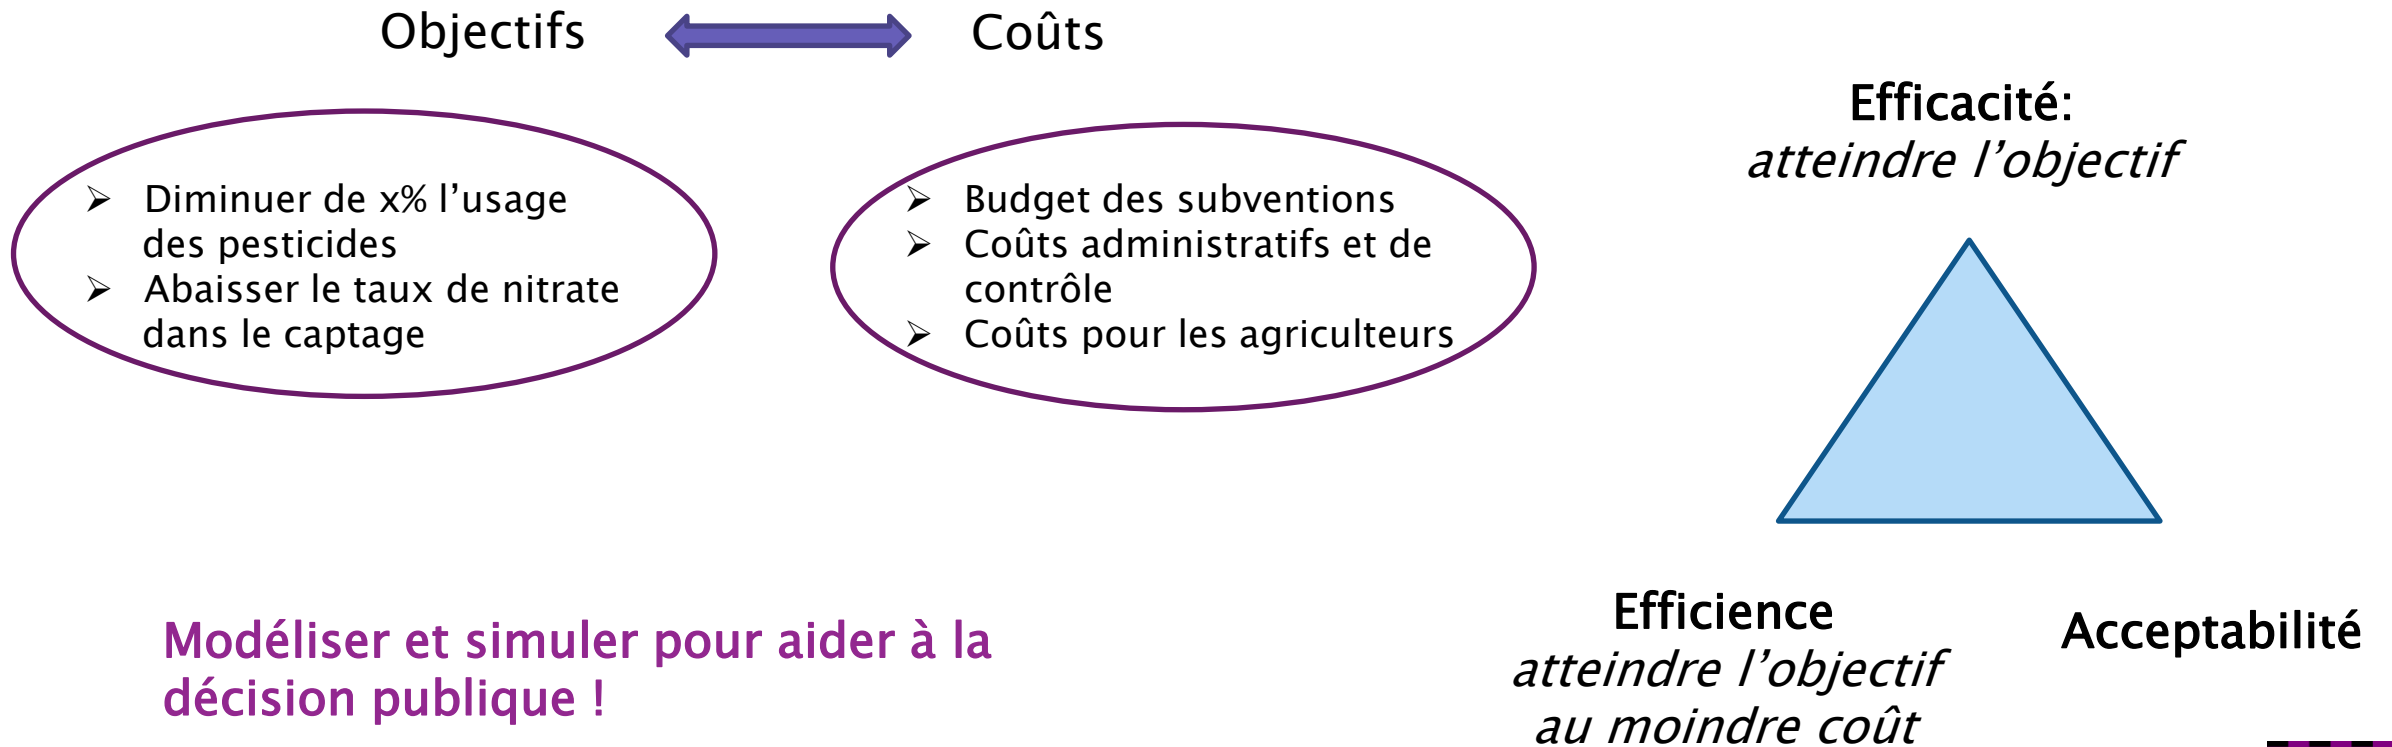 Objectifs
Coûts
➢ Diminuer de x% l’usage
des pesticides
➢ Abaisser le taux de nitrate
dans le captage
➢ Budget des subventions
➢ Coûts administratifs et de
contrôle
➢ Coûts pour les agriculteurs
Efficacité:
atteindre l’objectif
Efficience
atteindre l’objectif
au moindre coût
Acceptabilité
Modéliser et simuler pour aider à la
décision publique !